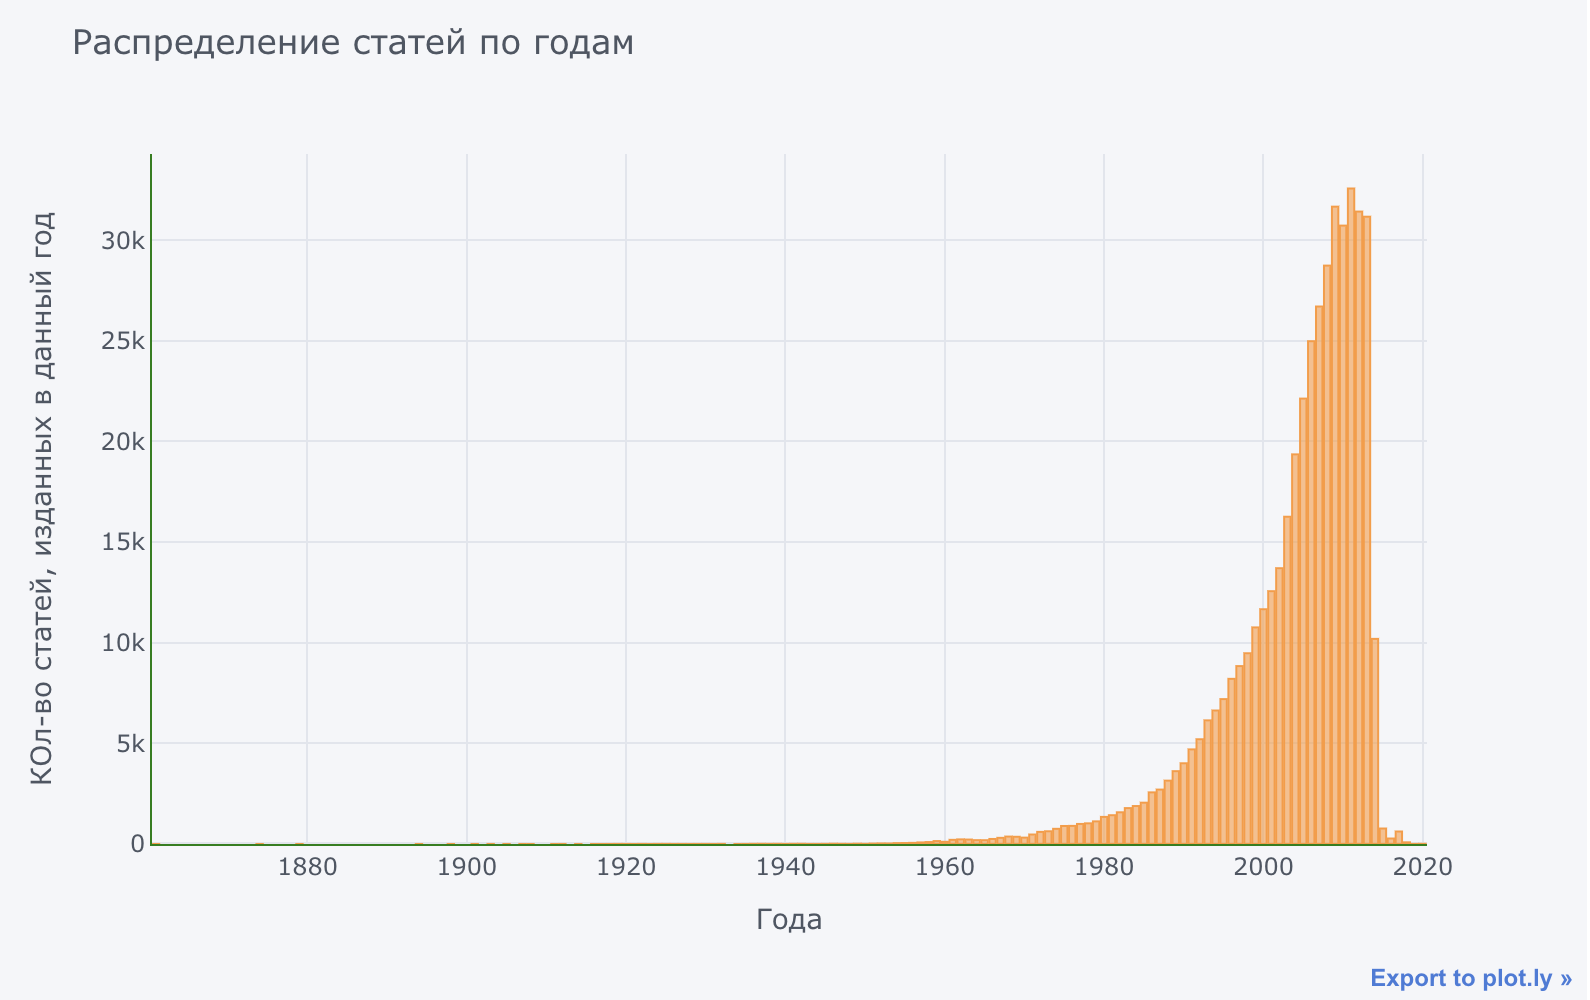 Распределение статей по годам
КОл-во статей, изданных в данный год
30k
25k
20k
15k
10k
5k
0
1880 1900 1920 1940 1960 1980 2000 2020
Года
Export to plot.ly »